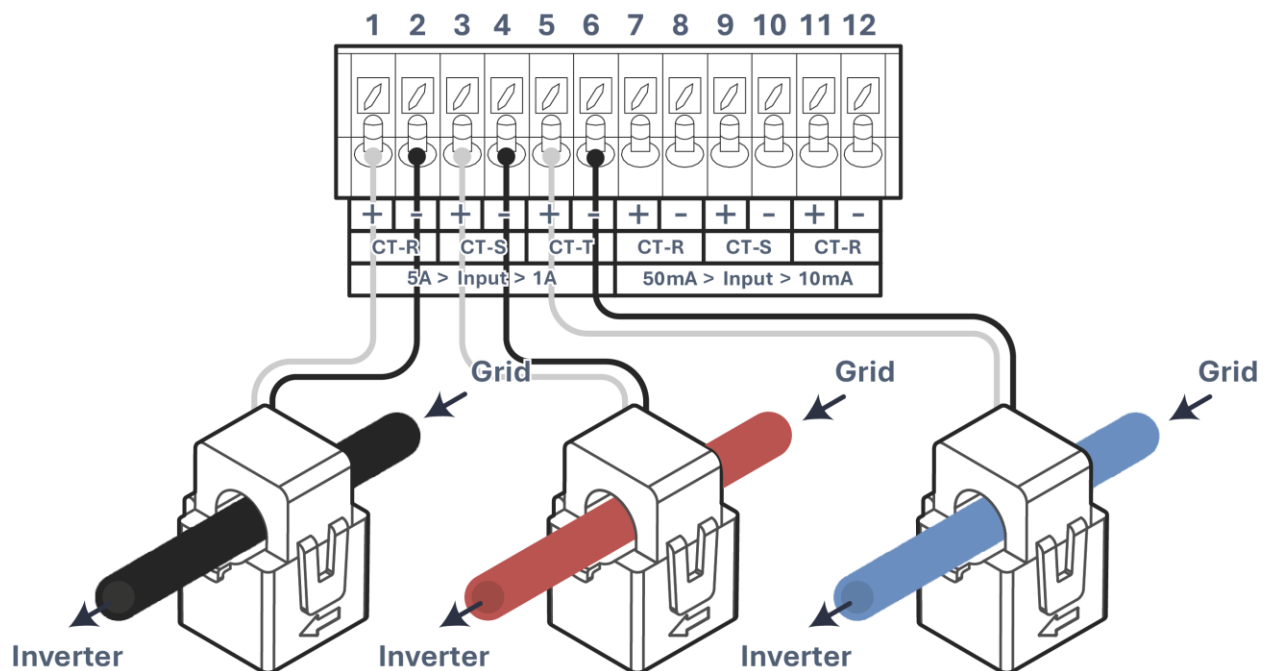 1 2 3 4 5 6 7 8 9 10 11 12
+ - + - + - + - + - + -
CT-R CT-S CT-T CT-R CT-S CT-R
5A > Input > 1A 50mA > Input > 10mA
Grid Grid Grid
Inverter Inverter Inverter